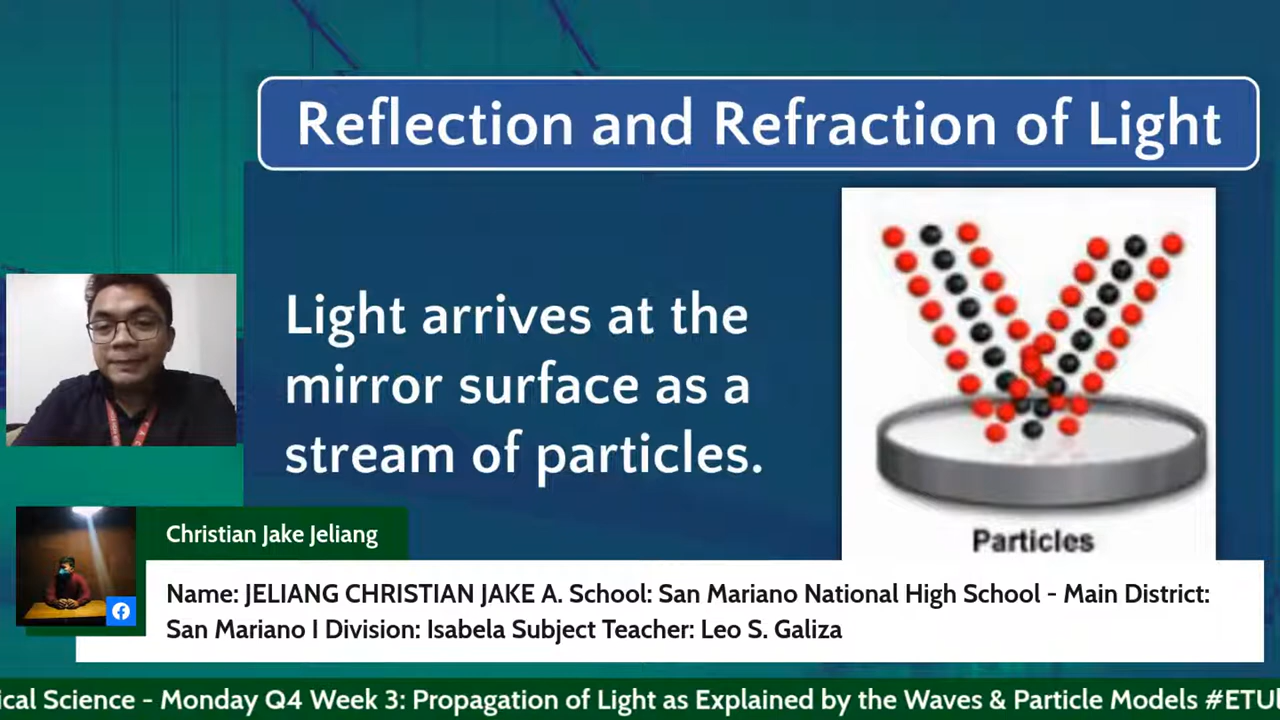 Reflection and Refraction of Light
Light arrives at the
mirror surface as a
stream of particles.
Particles
Christian Jake Jeliang
Name: JELIANG CHRISTIAN JAKE A. School: San Mariano National High School - Main District:
San Mariano I Division: Isabela Subject Teacher: Leo S. Galiza
ical Science - Monday Q4 Week 3: Propagation of Light as Explained by the Waves & Particle Models #ETU